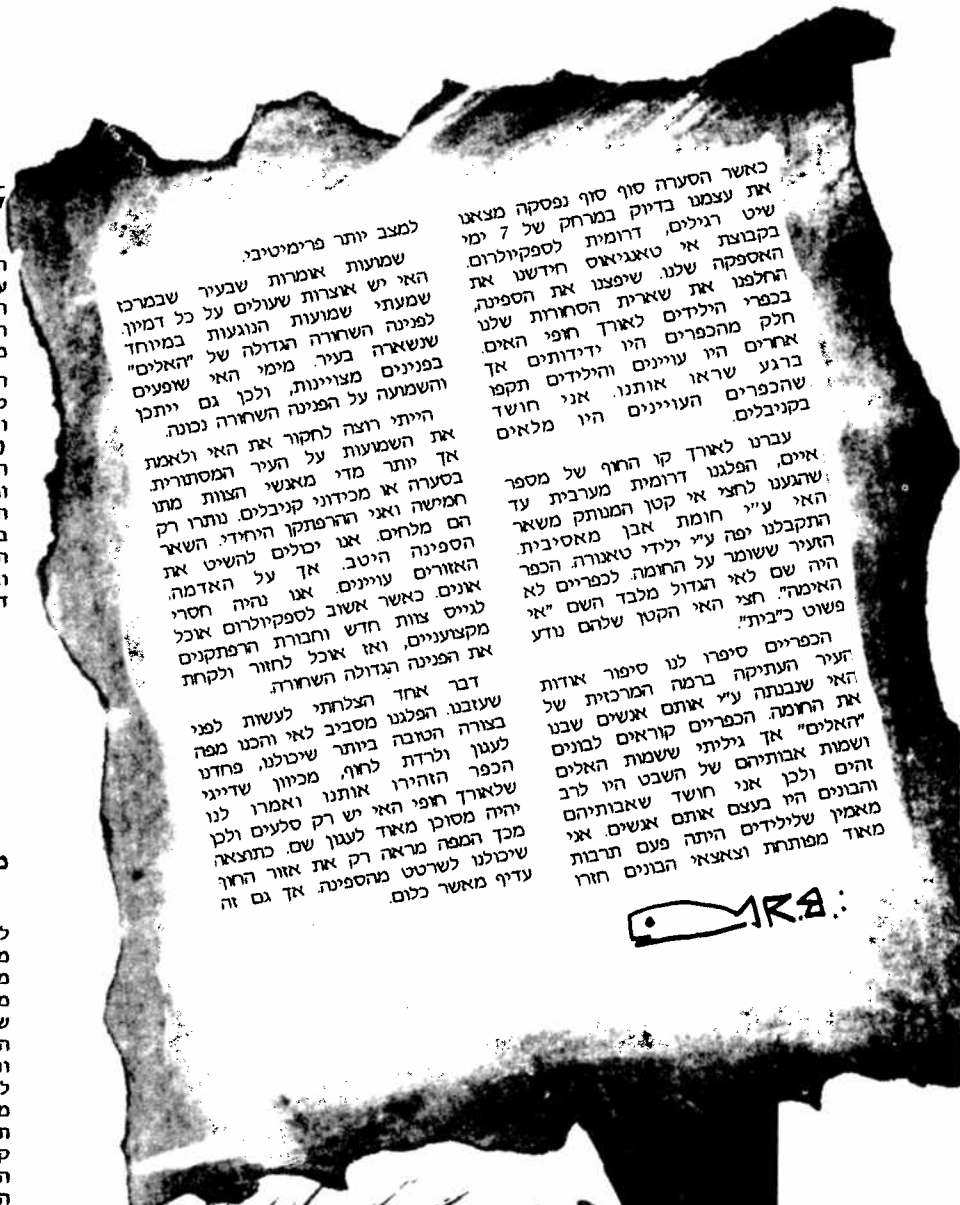 כאשר הסערה סוף סוף נפסקה מצאנו
את עצמנו בדיוק במרחק של 7 ימי
שיט רגילים, דרומית לספקיולרום.
בקבוצת אי טאנגיאוס חידשנו את
האספקה שלנו. שיפצנו את הספינה,
החלפנו את שארית הסחורות שלנו
בכפרי הילידים לאורך חופי האים.
חלק מהכפרים היו ידידותים אך
אחרים היו עויינים והילידים תקפו
ברגע שראו אותנו. אני חושד
שהכפרים העויינים היו מלאים
בקניבלים.
עברנו לאורך קו החוף של מספר
איים, הפלגנו דרומית מערבית עד
שהגענו לחצי אי קטן המנותק משאר
האי ע״י חומת אבן מאסיבית.
התקבלנו יפה ע״י ילידי טאנורה. הכפר
הזעיר ששומר על החומה. לכפריים לא
היה שם לאי הגדול מלבד השם ״אי
האימה״. חצי האי הקטן שלהם נודע
פשוט כ״בית״.
הכפריים סיפרו לנו סיפור אודות
העיר העתיקה ברמה המרכזית של
האי שנבנתה ע״י אותם אנשים שבנו
את החומה. הכפריים קוראים לבונים
״האלים״ אך גיליתי ששמות האלים
ושמות אבותיהם של השבט היו לרב
זהים ולכן אני חושד שאבותיהם
והבונים היו בעצם אותם אנשים. אני
מאמין שלילידים היתה פעם תרבות
מאוד מפותחת וצאצאי הבונים חזרו
למצב יותר פרימיטיבי.
שמועות אומרות שבעיר שבמרכז
האי יש אוצרות שעולים על כל דמיון.
שמעתי שמועות הנוגעות במיוחד
לפנינה השחורה הגדולה של ״האלים״
שנשארה בעיר. מימי האי שופעים
בפנינים מצויינות, ולכן גם ייתכן
והשמועה על הפנינה השחורה נכונה.
הייתי רוצה לחקור את האי ולאמת
את השמועות על העיר המסתורית.
אך יותר מדי מאנשי הצוות מתו
בסערה או מכידוני קניבלים. נותרו רק
חמישה ואני ההרפתקן היחידי. השאר
הם מלחים. אנו יכולים להשיט את
הספינה היטב. אך על האדמה,
האזורים עויינים. אנו נהיה חסרי
אונים. כאשר אשוב לספקיולרום אוכל
לגייס צוות חדש וחבורת הרפתקנים
מקצועניים, ואז אוכל לחזור ולקחת
את הפנינה הגדולה השחורה.
דבר אחד הצלחתי לעשות לפני
שעזבנו. הפלגנו מסביב לאי והכנו מפה
בצורה הטובה ביותר שיכולנו, פחדנו
לעגון ולרדת לחוף, מכיוון שדייגי
הכפר הזהירו אותנו ואמרו לנו
שלאורך חופי האי יש רק סלעים ולכן
יהיה מסוכן מאוד לעגון שם. כתוצאה
מכך המפה מראה רק את אזור החוף
שיכולנו לשרטט מהספינה. אך גם זה
עדיף מאשר כלום.
R.B.: